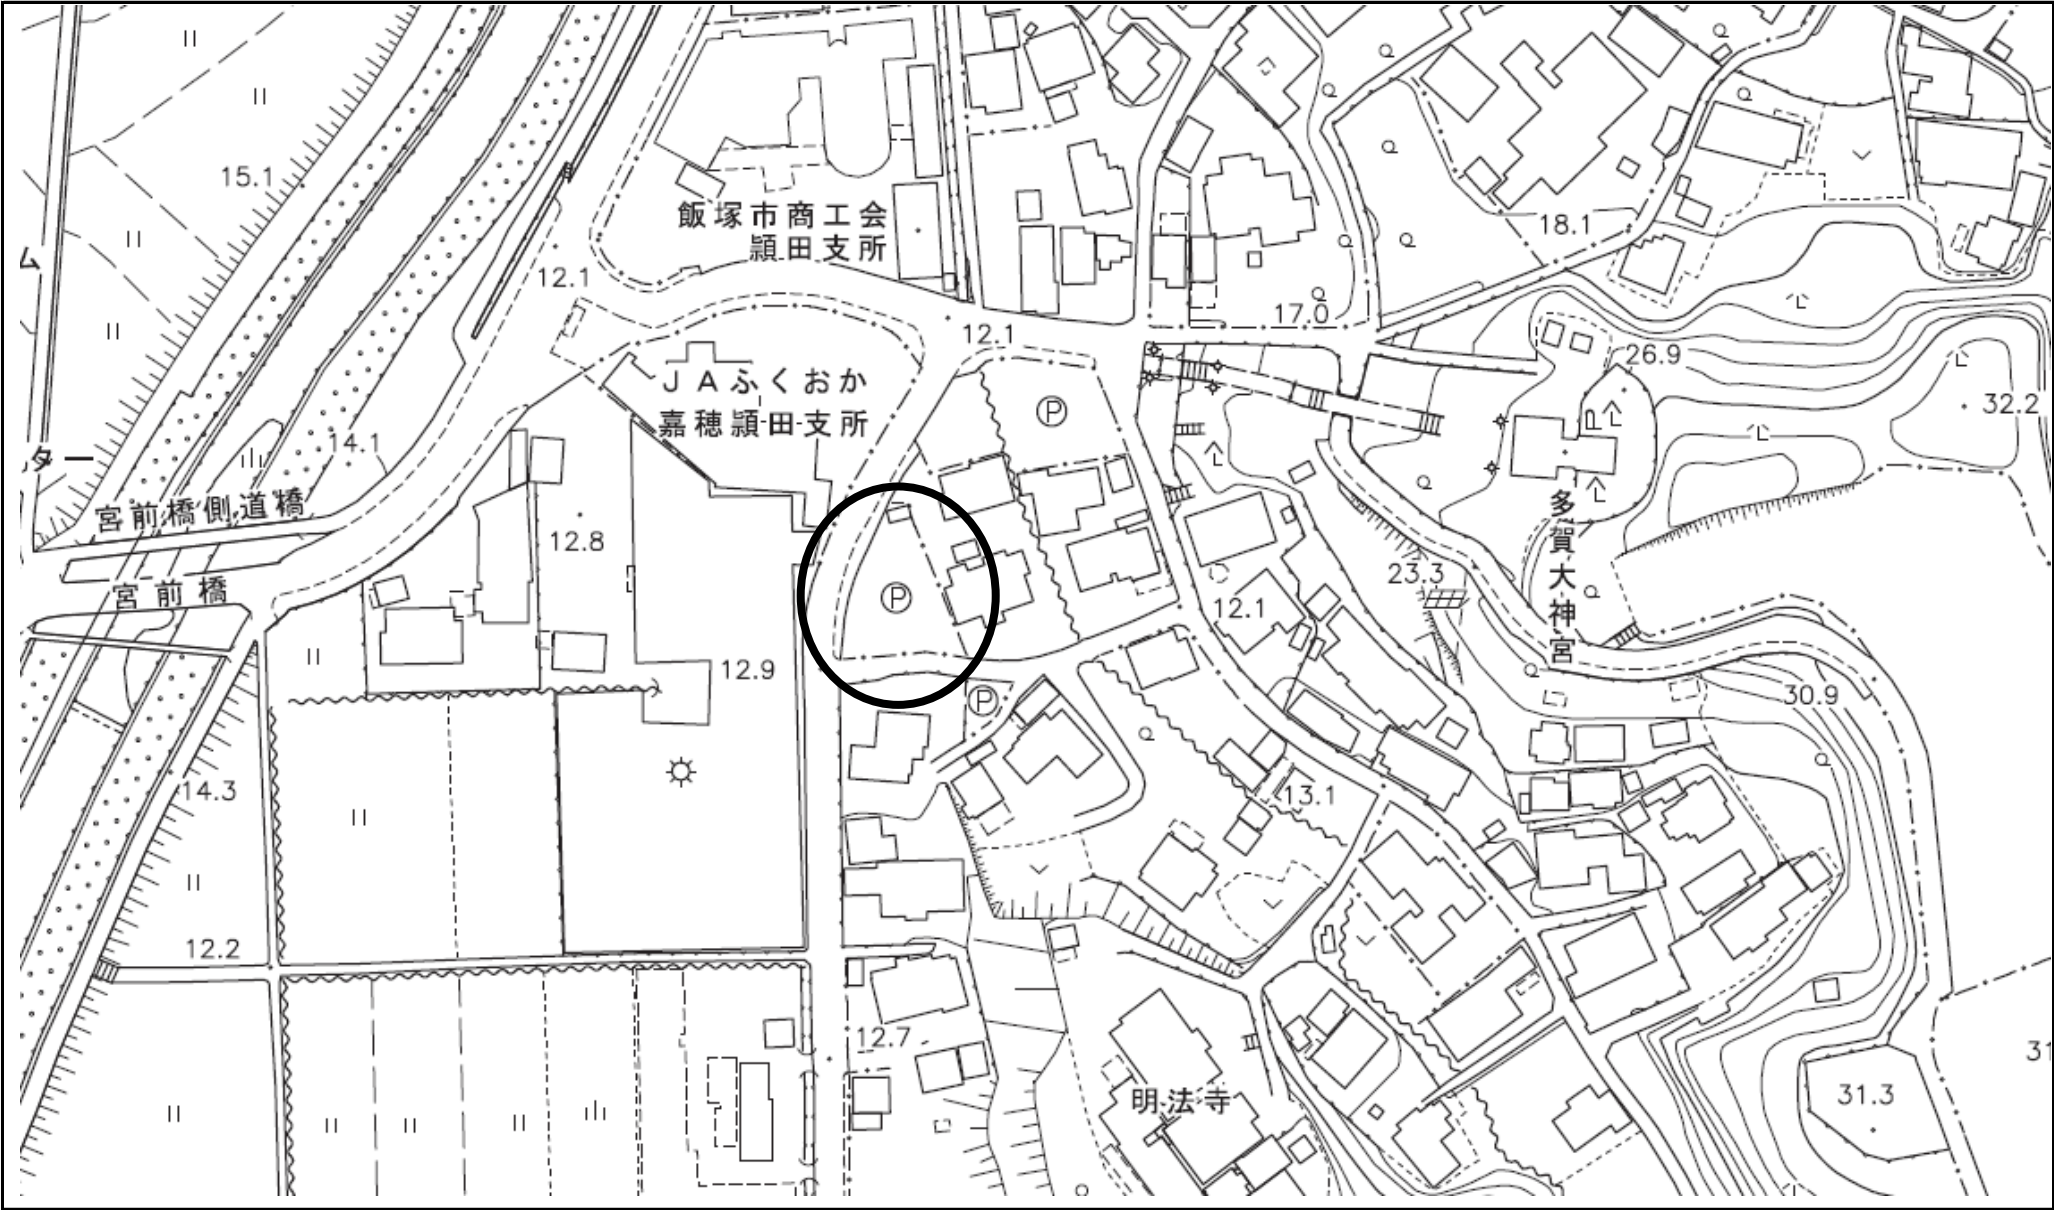 15.1
飯塚市商工会
頴田支所
18.1
ム
12.1
17.0
12.1
26.9
JAふくおか
嘉穂頴田支所
P
32.2
14.1
ター
宮前橋側道橋
多賀大神宮
12.8
23.3
宮前橋
P
12.1
12.9
30.9
P
14.3
13.1
12.2
12.7
31
明法寺
31.3